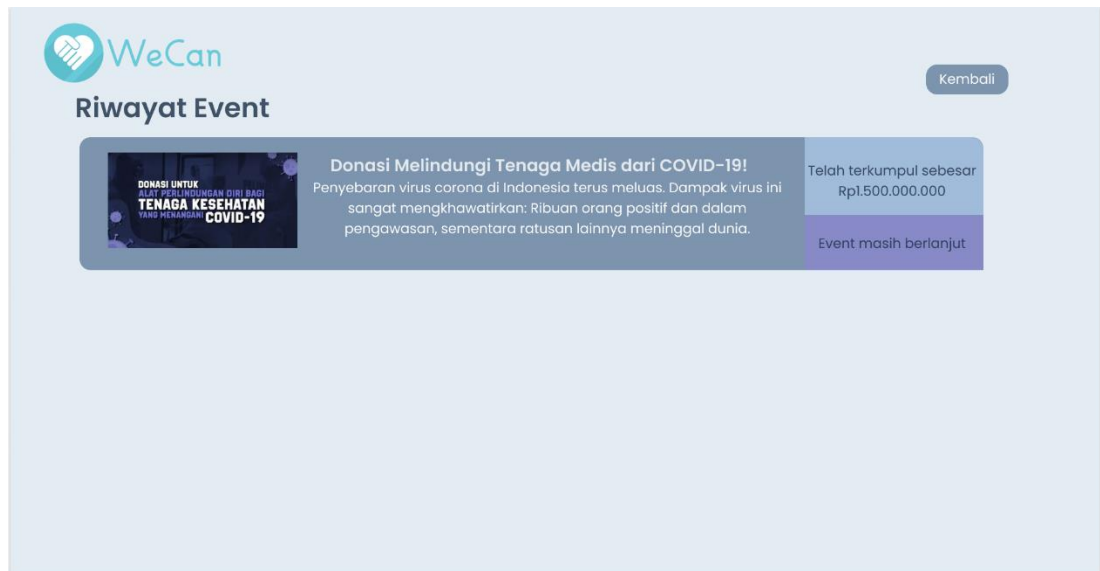 WeCan
Kembali
Riwayat Event
DONASI UNTUK
ALAT PERLINDUNGAN DIRI BAGI
TENAGA KESEHATAN
YANG MENANGANI COVID-19
Donasi Melindungi Tenaga Medis dari COVID-19!
Penyebaran virus corona di Indonesia terus meluas. Dampak virus ini
sangat mengkhawatirkan: Ribuan orang positif dan dalam
pengawasan, sementara ratusan lainnya meninggal dunia.
Telah terkumpul sebesar
Rp1.500.000.000
Event masih berlanjut